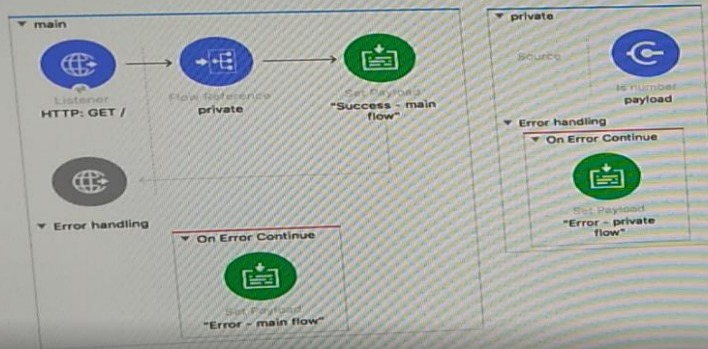 main
Listener
HTTP: GET /
Flow Reference
private
Set Payload
"Success - main
flow"
Error handling
On Error Continue
Set Payload
"Error - main flow"
private
Source
Is number
payload
Error handling
On Error Continue
Set Payload
"Error - private
flow"